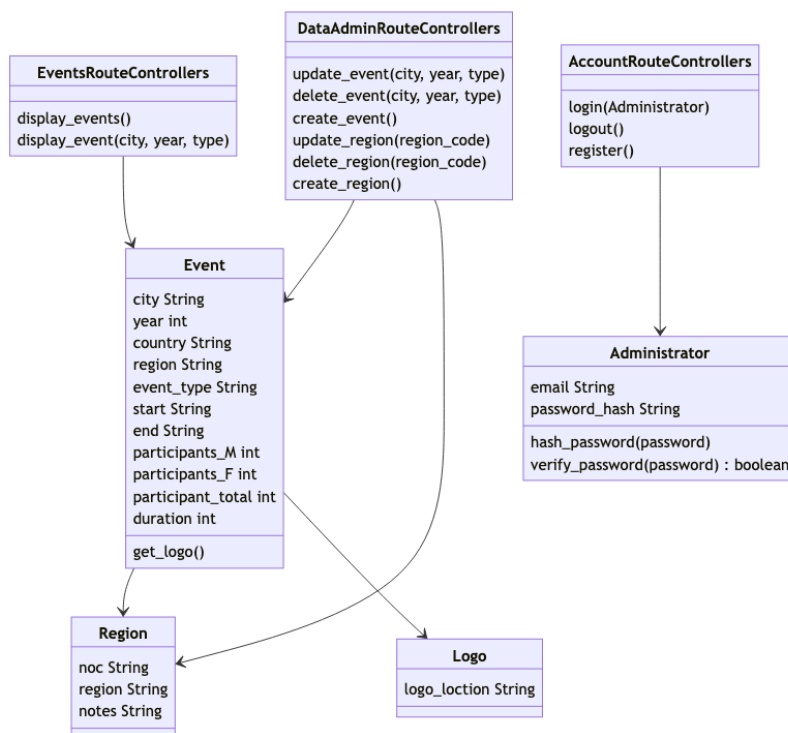 DataAdminRouteControllers
update_event(city, year, type)
delete_event(city, year, type)
create_event()
update_region(region_code)
delete_region(region_code)
create_region()
EventsRouteControllers
display_events()
display_event(city, year, type)
AccountRouteControllers
login(Administrator)
logout()
register()
Event
city String
year int
country String
region String
event_type String
start String
end String
participants_M int
participants_F int
participant_total int
duration int
get_logo()
Administrator
email String
password_hash String
hash_password(password)
verify_password(password) : boolean
Region
noc String
region String
notes String
Logo
logo_loction String